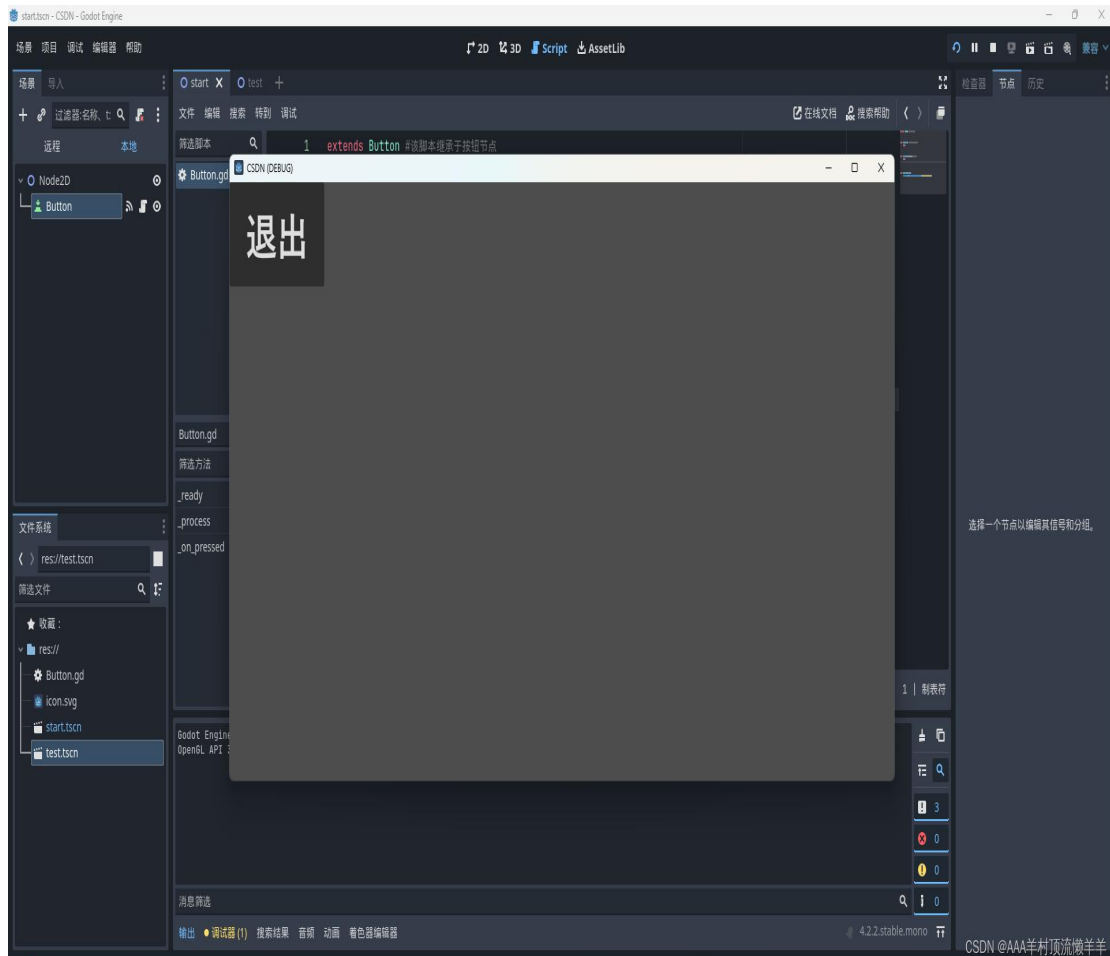 start.tscn - CSDN - Godot Engine
场景 项目 调试 编辑器 帮助
2D 3D Script AssetLib
兼容
场景 导入
start X test +
检查器 节点 历史
过滤器:名称、t:
文件 编辑 搜索 转到 调试
在线文档 搜索帮助
远程 本地
筛选脚本
1 extends Button #该脚本继承于按钮节点
Node2D
Button
Button.gd
CSDN (DEBUG)
退出
Button.gd
筛选方法
_ready
_process
_on_pressed
选择一个节点以编辑其信号和分组。
文件系统
res://test.tscn
筛选文件
收藏：
res://
Button.gd
icon.svg
start.tscn
test.tscn
1 | 制表符
Godot Engine
OpenGL API 3
3
0
0
0
消息筛选
输出 调试器 (1) 搜索结果 音频 动画 着色器编辑器
4.2.2.stable.mono
CSDN @AAA羊村顶流懒羊羊